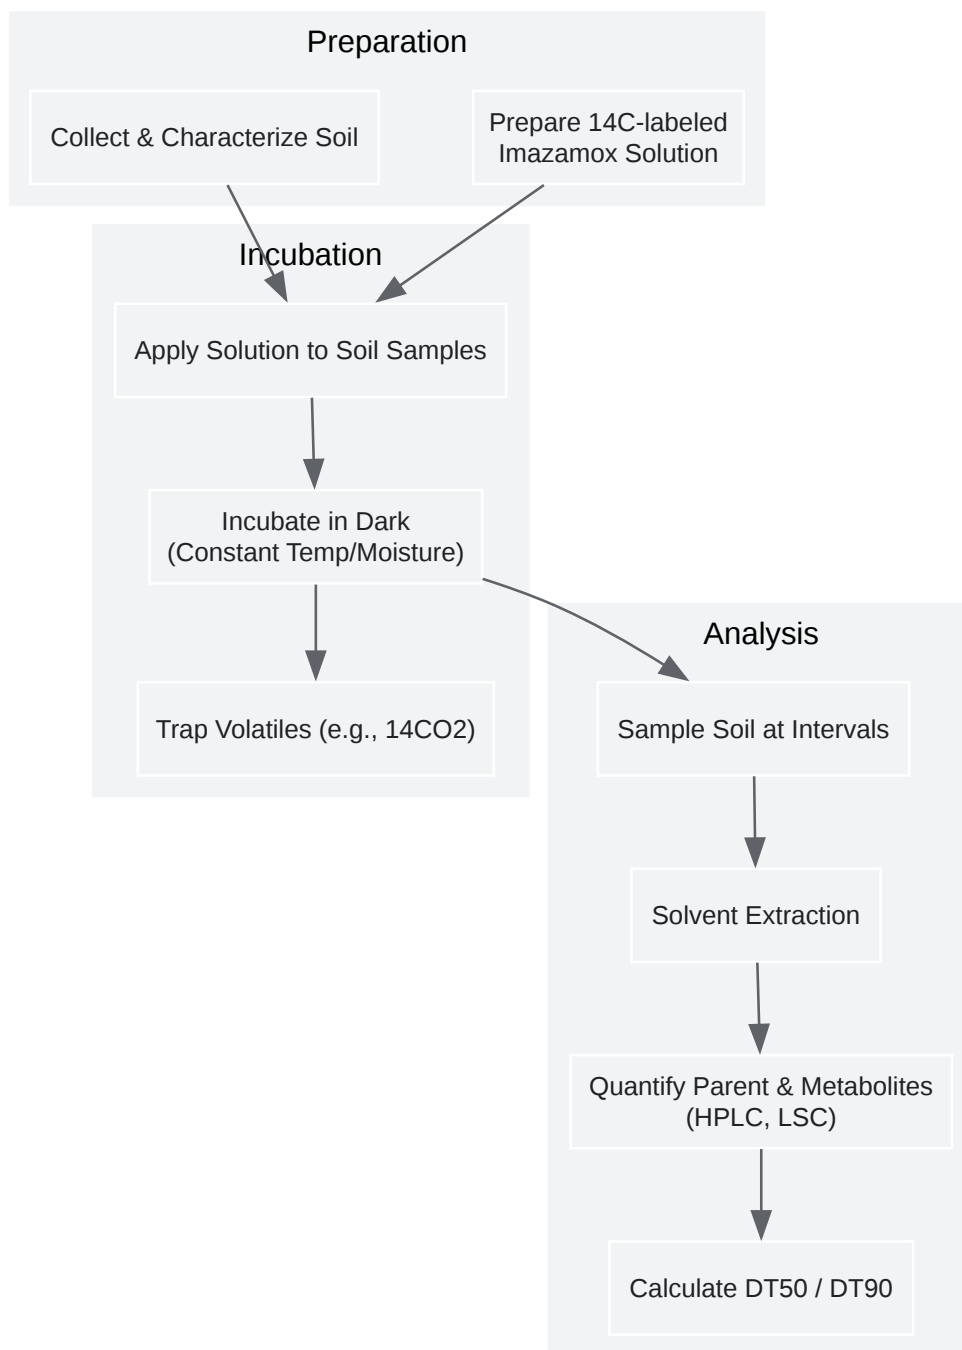 Preparation
Collect & Characterize Soil
Prepare 14C-labeled
Imazamox Solution
Incubation
Apply Solution to Soil Samples
Incubate in Dark
(Constant Temp/Moisture)
Trap Volatiles (e.g., 14CO2)
Analysis
Sample Soil at Intervals
Solvent Extraction
Quantify Parent & Metabolites
(HPLC, LSC)
Calculate DT50 / DT90